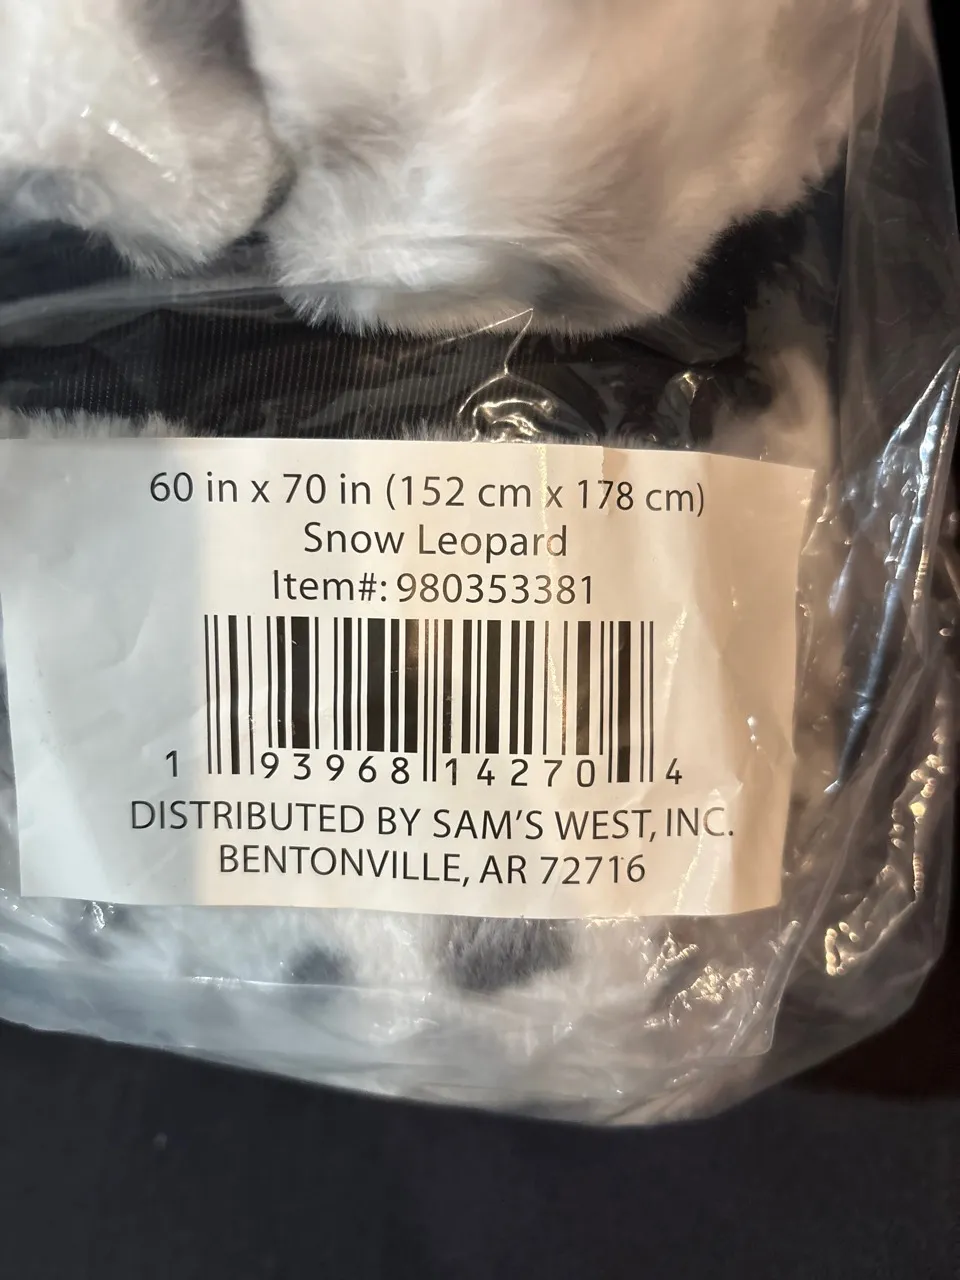 60 in x 70 in (152 cm x 178 cm)
Snow Leopard
Item#: 980353381
1 93968 14270 4
DISTRIBUTED BY SAM'S WEST, INC.
BENTONVILLE, AR 72716